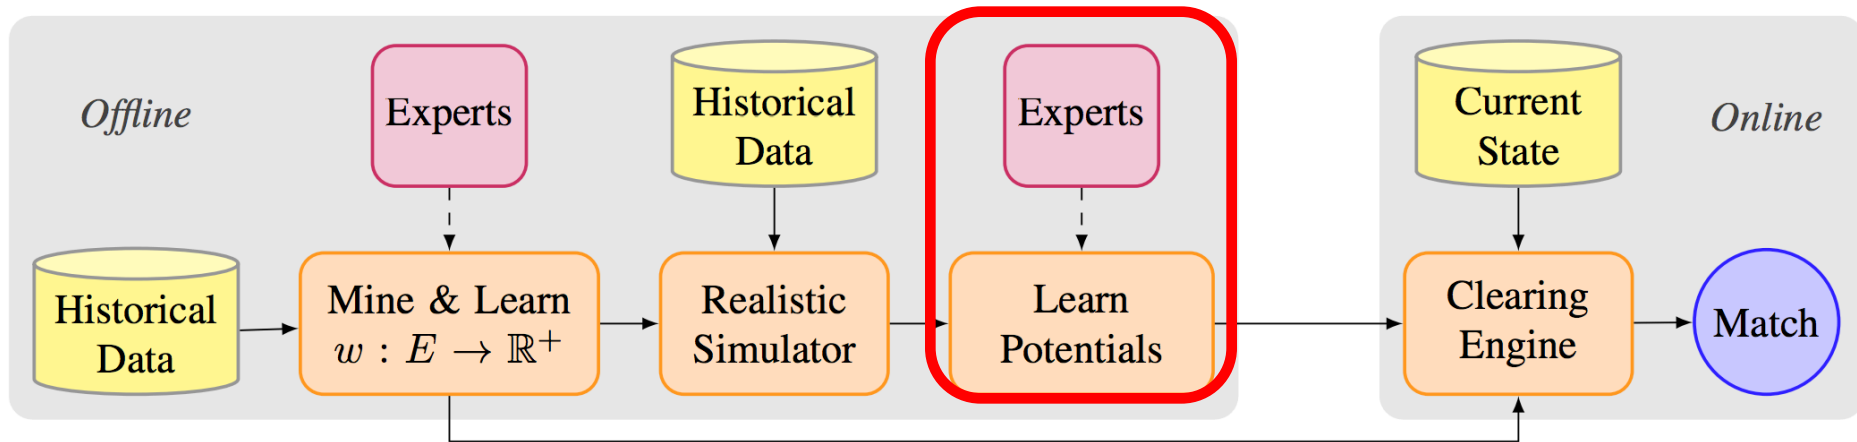 Offline
Experts
Historical
Data
Experts
Current
State
Online
Historical
Data
Mine & Learn
w : E → ℝ⁺
Realistic
Simulator
Learn
Potentials
Clearing
Engine
Match